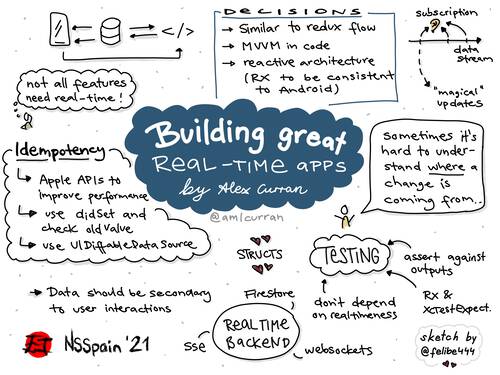 </>
DECISIONS
→ Similar to redux flow
→ MVVM in code
→ reactive architecture
(RX to be consistent
to Android)
subscription
?
data
stream
"magical"
updates
not all features
need real-time!
Building great
REAL-TIME apps
by Alex Curran
@amlcurran
Idempotency
Apple APIs to
improve performance
use didSet and
check oldValue
use UIDiffableDataSource
Sometimes it's
hard to under-
stand where a
change is
coming from..
STRUCTS
TESTING
assert against
outputs
RX &
XCTestExpect.
don't depend
on realtimeness
→ Data should be secondary
to user interactions
Firestore
REALTIME
BACKEND
SSE
websockets
NSSpain '21
sketch by
@felibe444